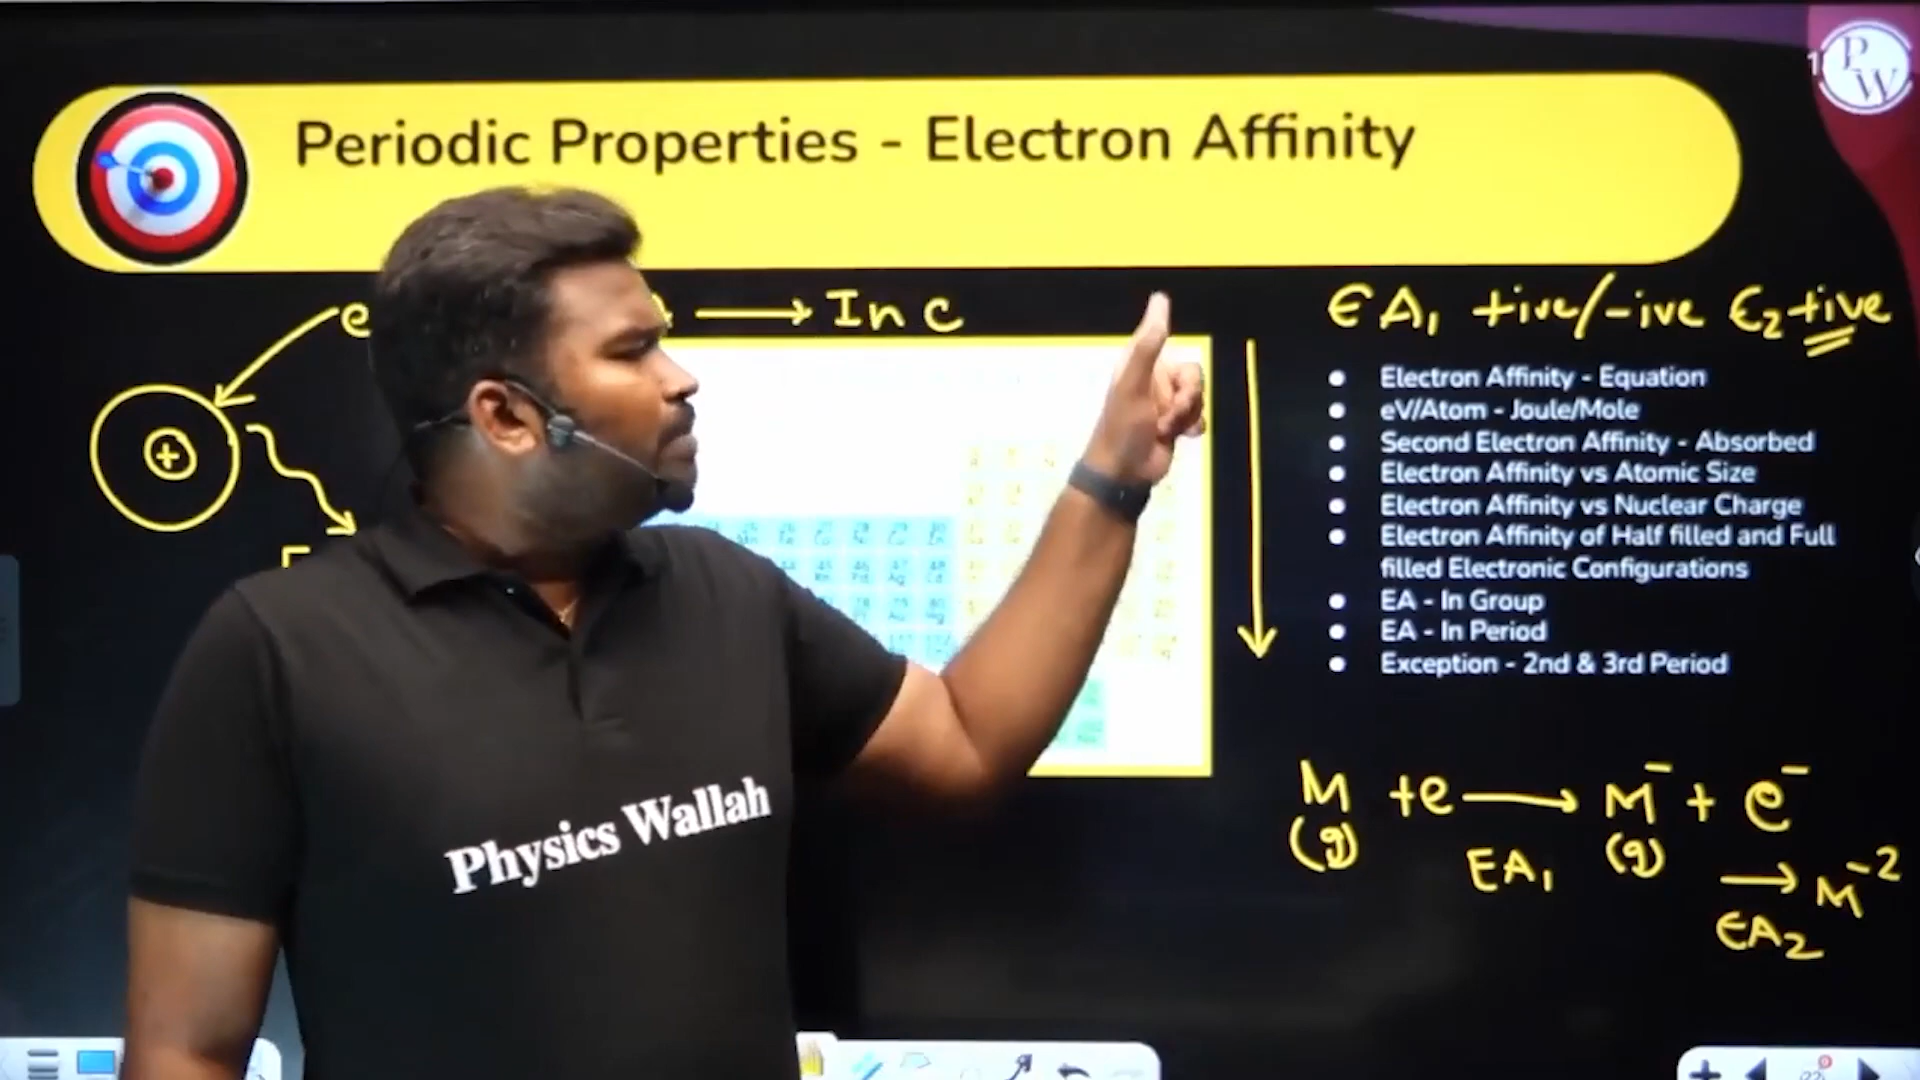 P
W
Periodic Properties - Electron Affinity
e
→ Inc
EA₁ +ive/-ive E₂ +ive
• Electron Affinity - Equation
• eV/Atom - Joule/Mole
• Second Electron Affinity - Absorbed
• Electron Affinity vs Atomic Size
• Electron Affinity vs Nuclear Charge
• Electron Affinity of Half filled and Full
filled Electronic Configurations
• EA - In Group
• EA - In Period
• Exception - 2nd & 3rd Period
+
M +e → M⁻ + e⁻
(g) (g)
EA₁ → M⁻²
EA₂
Physics Wallah